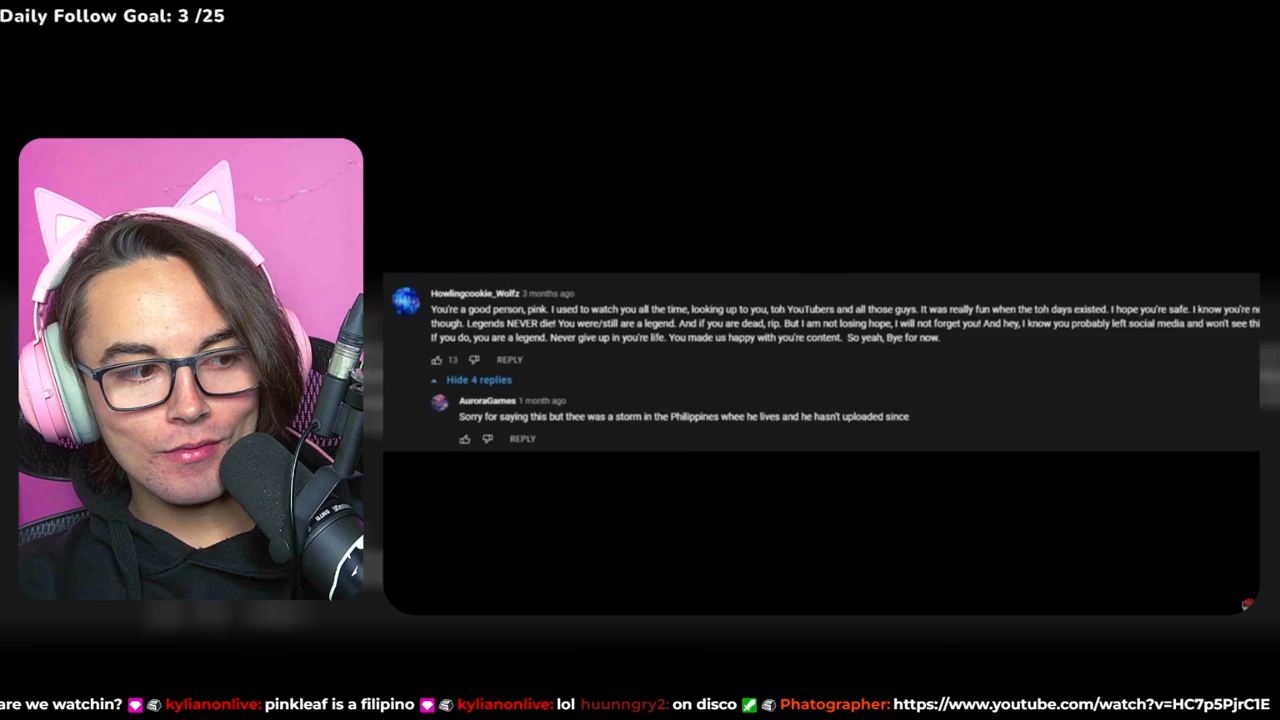 Daily Follow Goal: 3 /25
Howlingcookie_Wolfz 3 months ago
You're a good person, pink. I used to watch you all the time, looking up to you, toh YouTubers and all those guys. It was really fun when the toh days existed. I hope you're safe. I know you're
though. Legends NEVER die! You were/still are a legend. And if you are dead, rip. But I am not losing hope, I will not forget you! And hey, I know you probably left social media and won't see
If you do, you are a legend. Never give up in you're life. You made us happy with you're content. So yeah, Bye for now.
13 REPLY
Hide 4 replies
AuroraGames 1 month ago
Sorry for saying this but thee was a storm in the Philippines whee he lives and he hasn't uploaded since
REPLY
are we watchin? kylianonlive: pinkleaf is a filipino kylianonlive: lol huunngry2: on disco Phatographer: https://www.youtube.com/watch?v=HC7p5PjrC1E